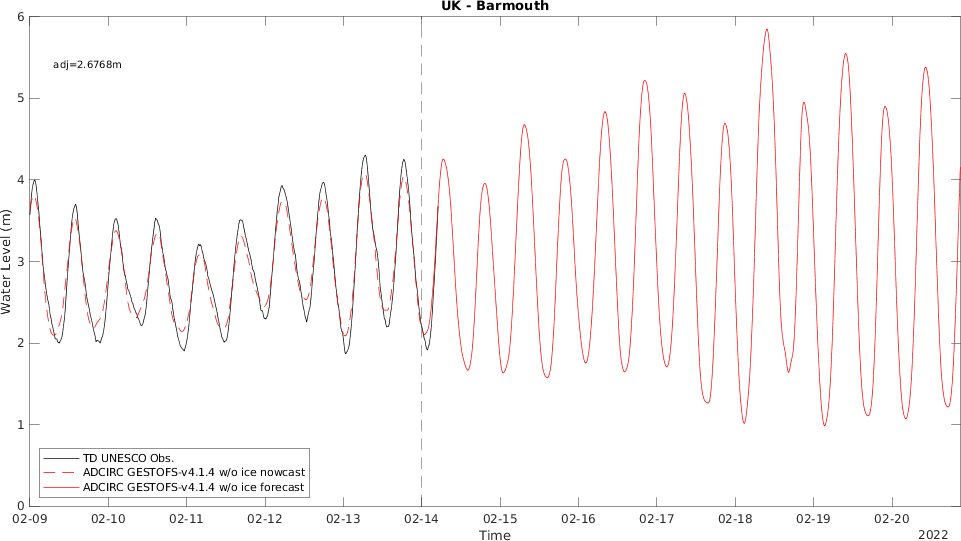 UK - Barmouth
adj=2.6768m
Water Level (m)
6
5
4
3
2
1
0
TD UNESCO Obs.
ADCIRC GESTOFS-v4.1.4 w/o ice nowcast
ADCIRC GESTOFS-v4.1.4 w/o ice forecast
02-09 02-10 02-11 02-12 02-13 02-14 02-15 02-16 02-17 02-18 02-19 02-20
Time
2022